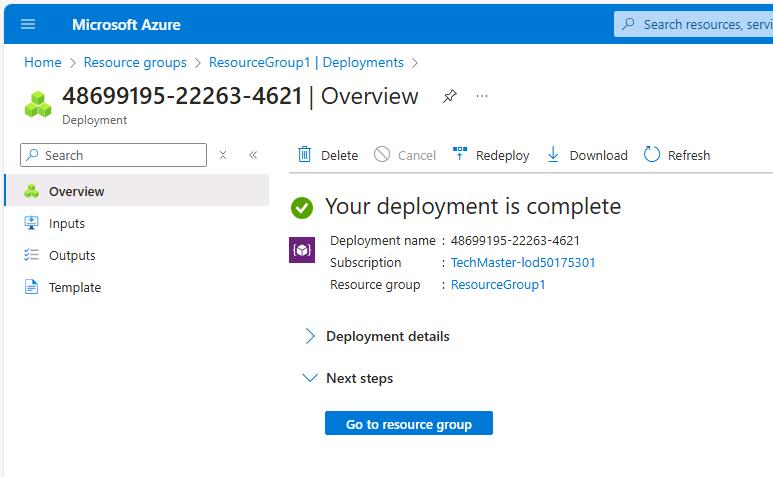 Microsoft Azure
Search resources, servi
Home > Resource groups > ResourceGroup1 | Deployments >
48699195-22263-4621 | Overview
Deployment
Search
Delete Cancel Redeploy Download Refresh
Overview
Inputs
Outputs
Template
Your deployment is complete
Deployment name : 48699195-22263-4621
Subscription : TechMaster-lod50175301
Resource group : ResourceGroup1
Deployment details
Next steps
Go to resource group